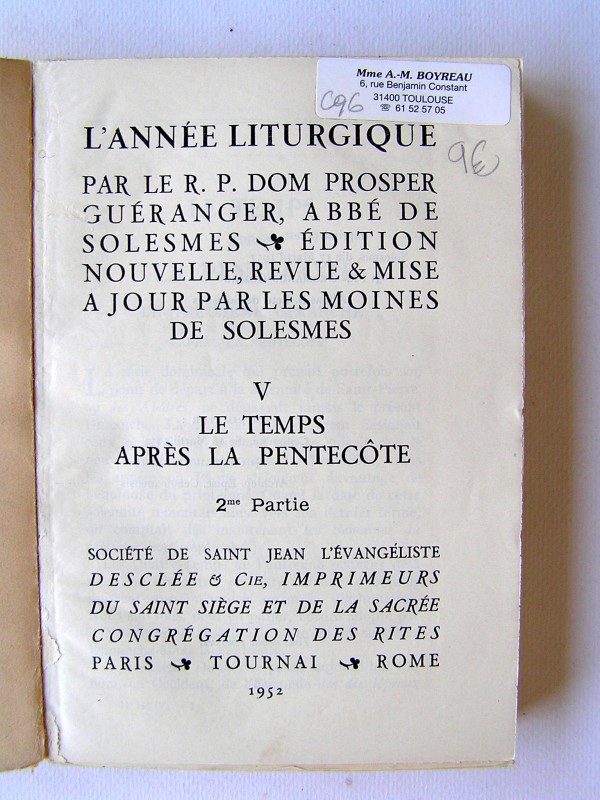 Mme A.-M. BOYREAU
6, rue Benjamin Constant
31400 TOULOUSE
☏ 61 52 57 05
C96
9€
L'ANNÉE LITURGIQUE
PAR LE R. P. DOM PROSPER
GUÉRANGER, ABBÉ DE
SOLESMES ÉDITION
NOUVELLE, REVUE & MISE
A JOUR PAR LES MOINES
DE SOLESMES
V
LE TEMPS
APRÈS LA PENTECÔTE
2me Partie
SOCIÉTÉ DE SAINT JEAN L'ÉVANGÉLISTE
DESCLÉE & CIE, IMPRIMEURS
DU SAINT SIÈGE ET DE LA SACRÉE
CONGRÉGATION DES RITES
PARIS TOURNAI ROME
1952